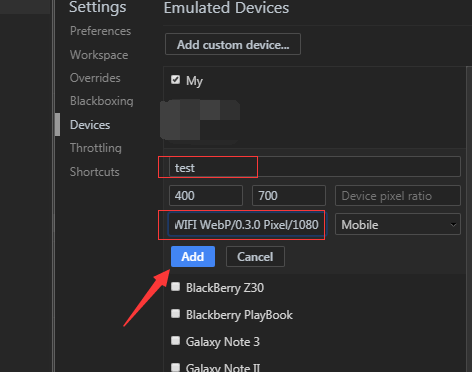 Settings
Preferences
Workspace
Overrides
Blackboxing
Devices
Throttling
Shortcuts
Emulated Devices
Add custom device...
My
test
400 700 Device pixel ratio
WIFI WebP/0.3.0 Pixel/1080 Mobile
Add Cancel
BlackBerry Z30
Blackberry PlayBook
Galaxy Note 3
Galaxy Note II